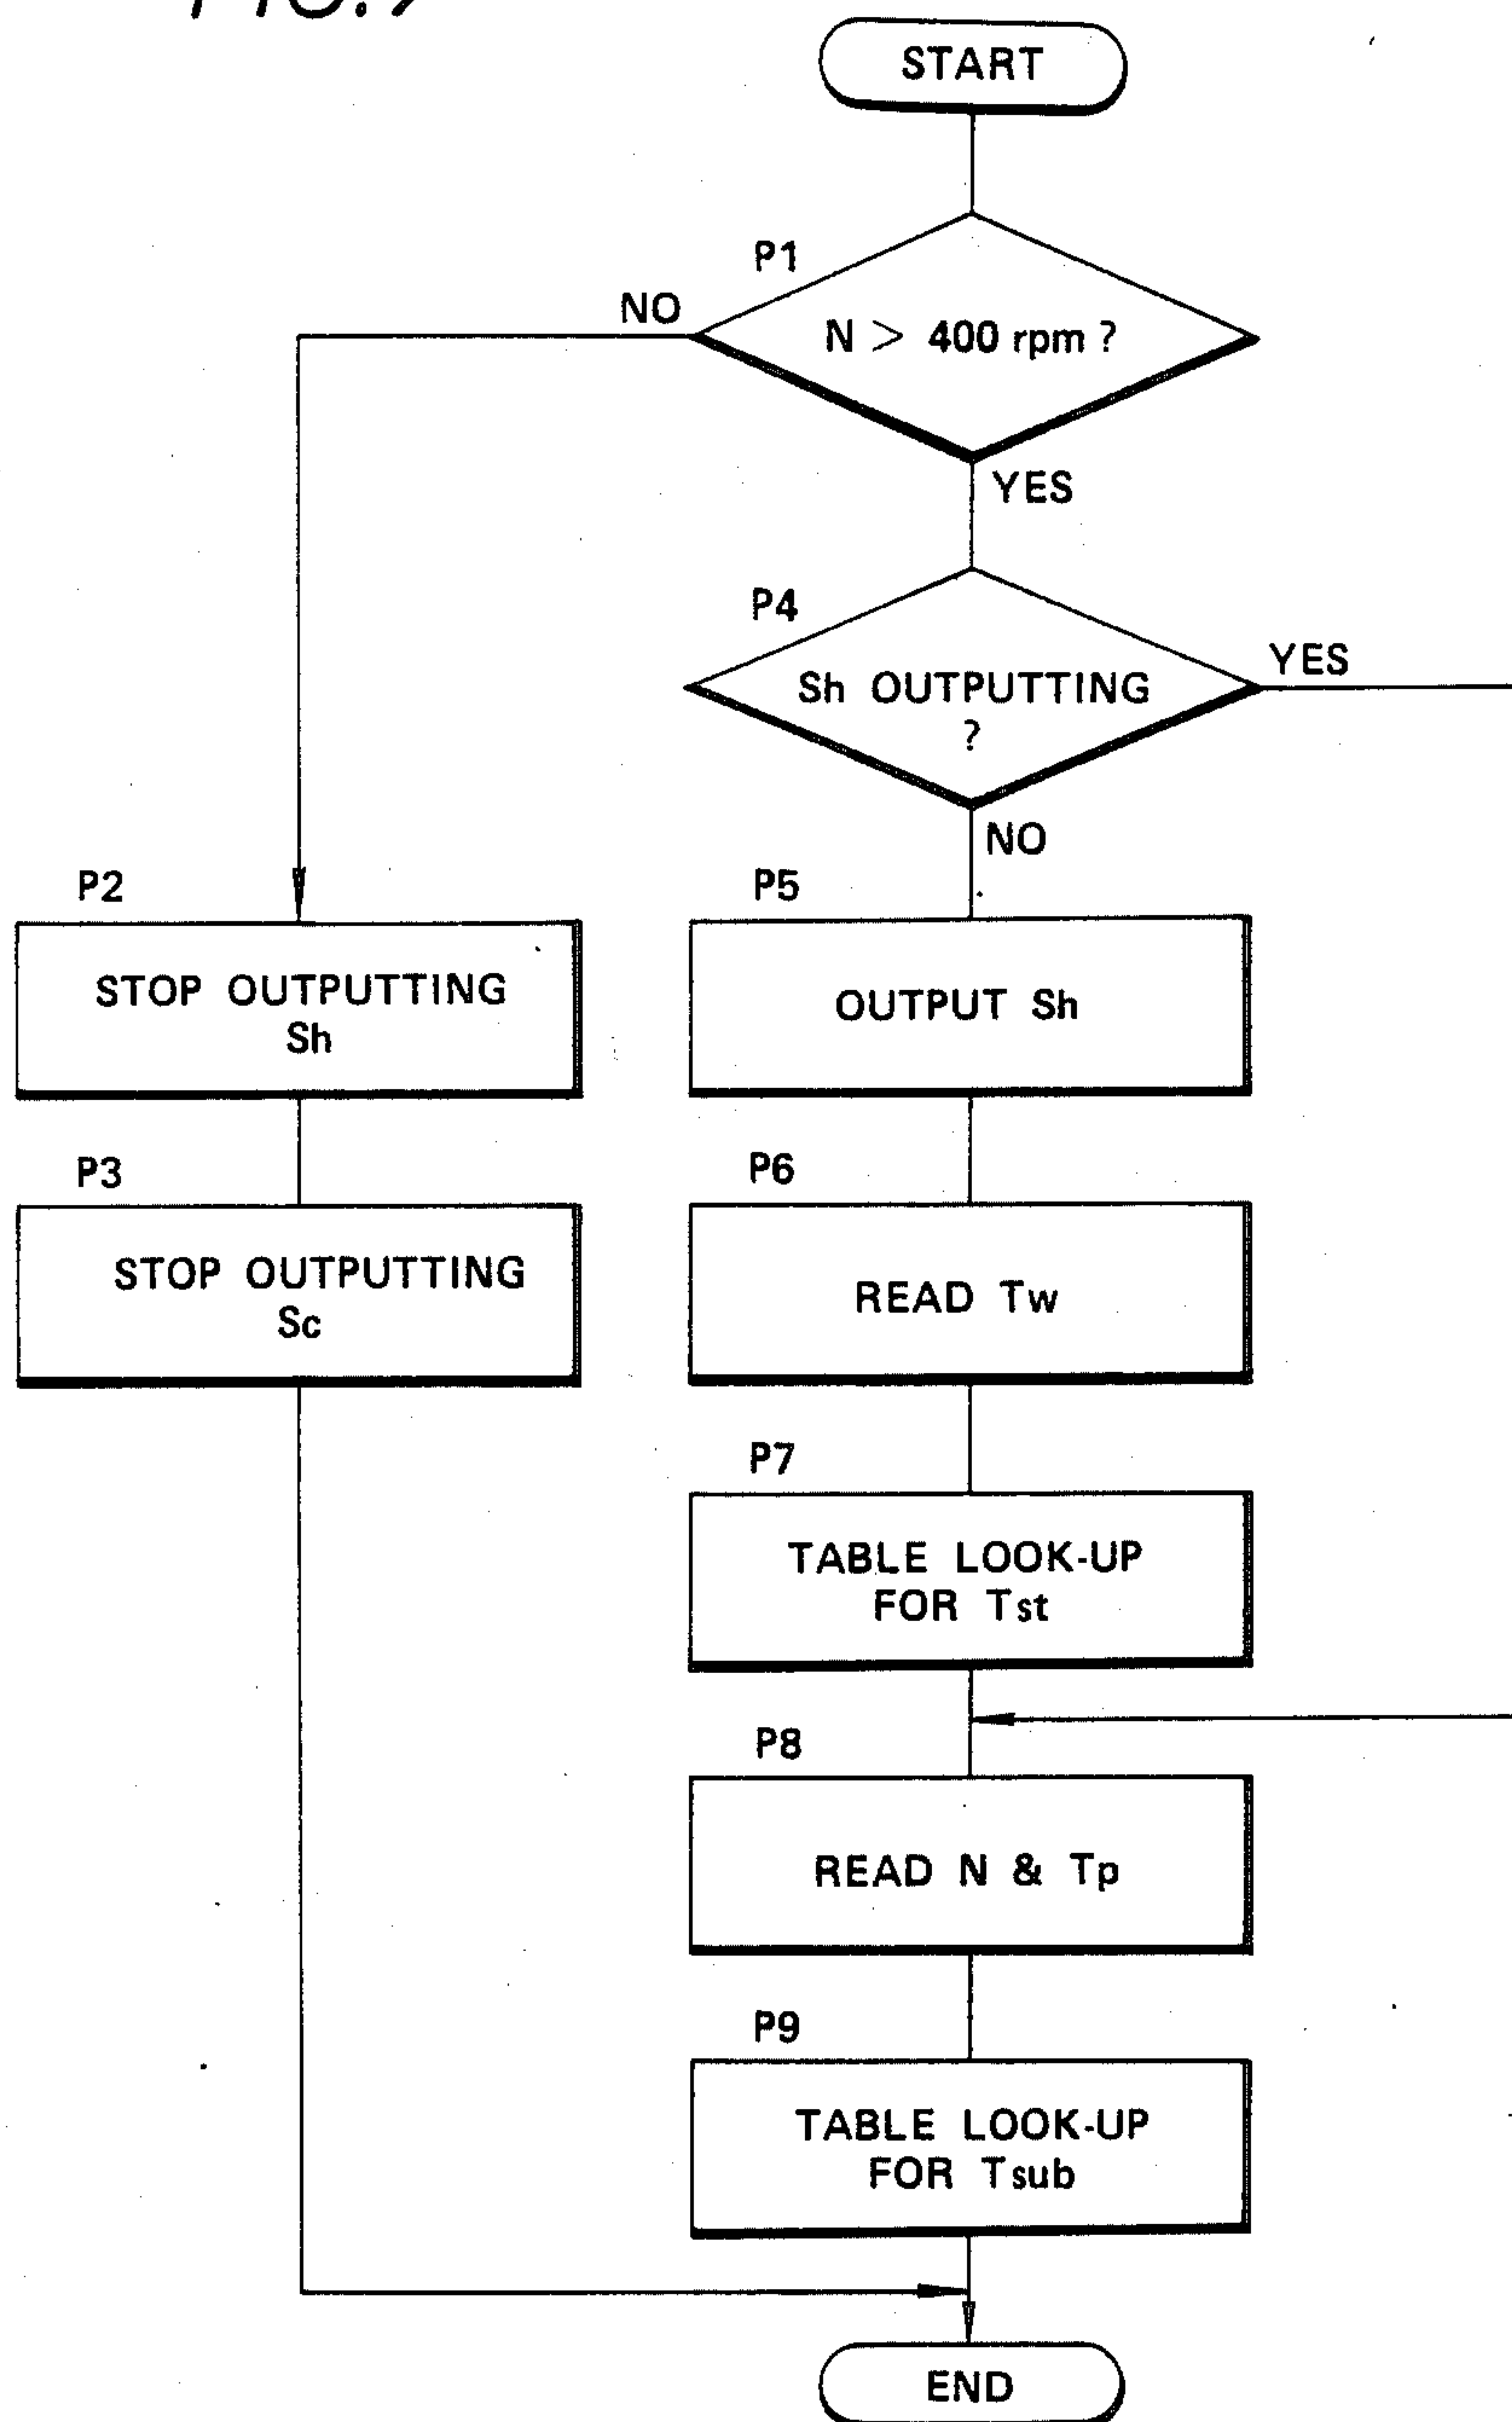 START
P1
NO
N > 400 rpm ?
YES
P4
YES
Sh OUTPUTTING
?
NO
P2
P5
STOP OUTPUTTING
Sh
OUTPUT Sh
P3
P6
STOP OUTPUTTING
Sc
READ Tw
P7
TABLE LOOK-UP
FOR Tst
P8
READ N & Tp
P9
TABLE LOOK-UP
FOR Tsub
END